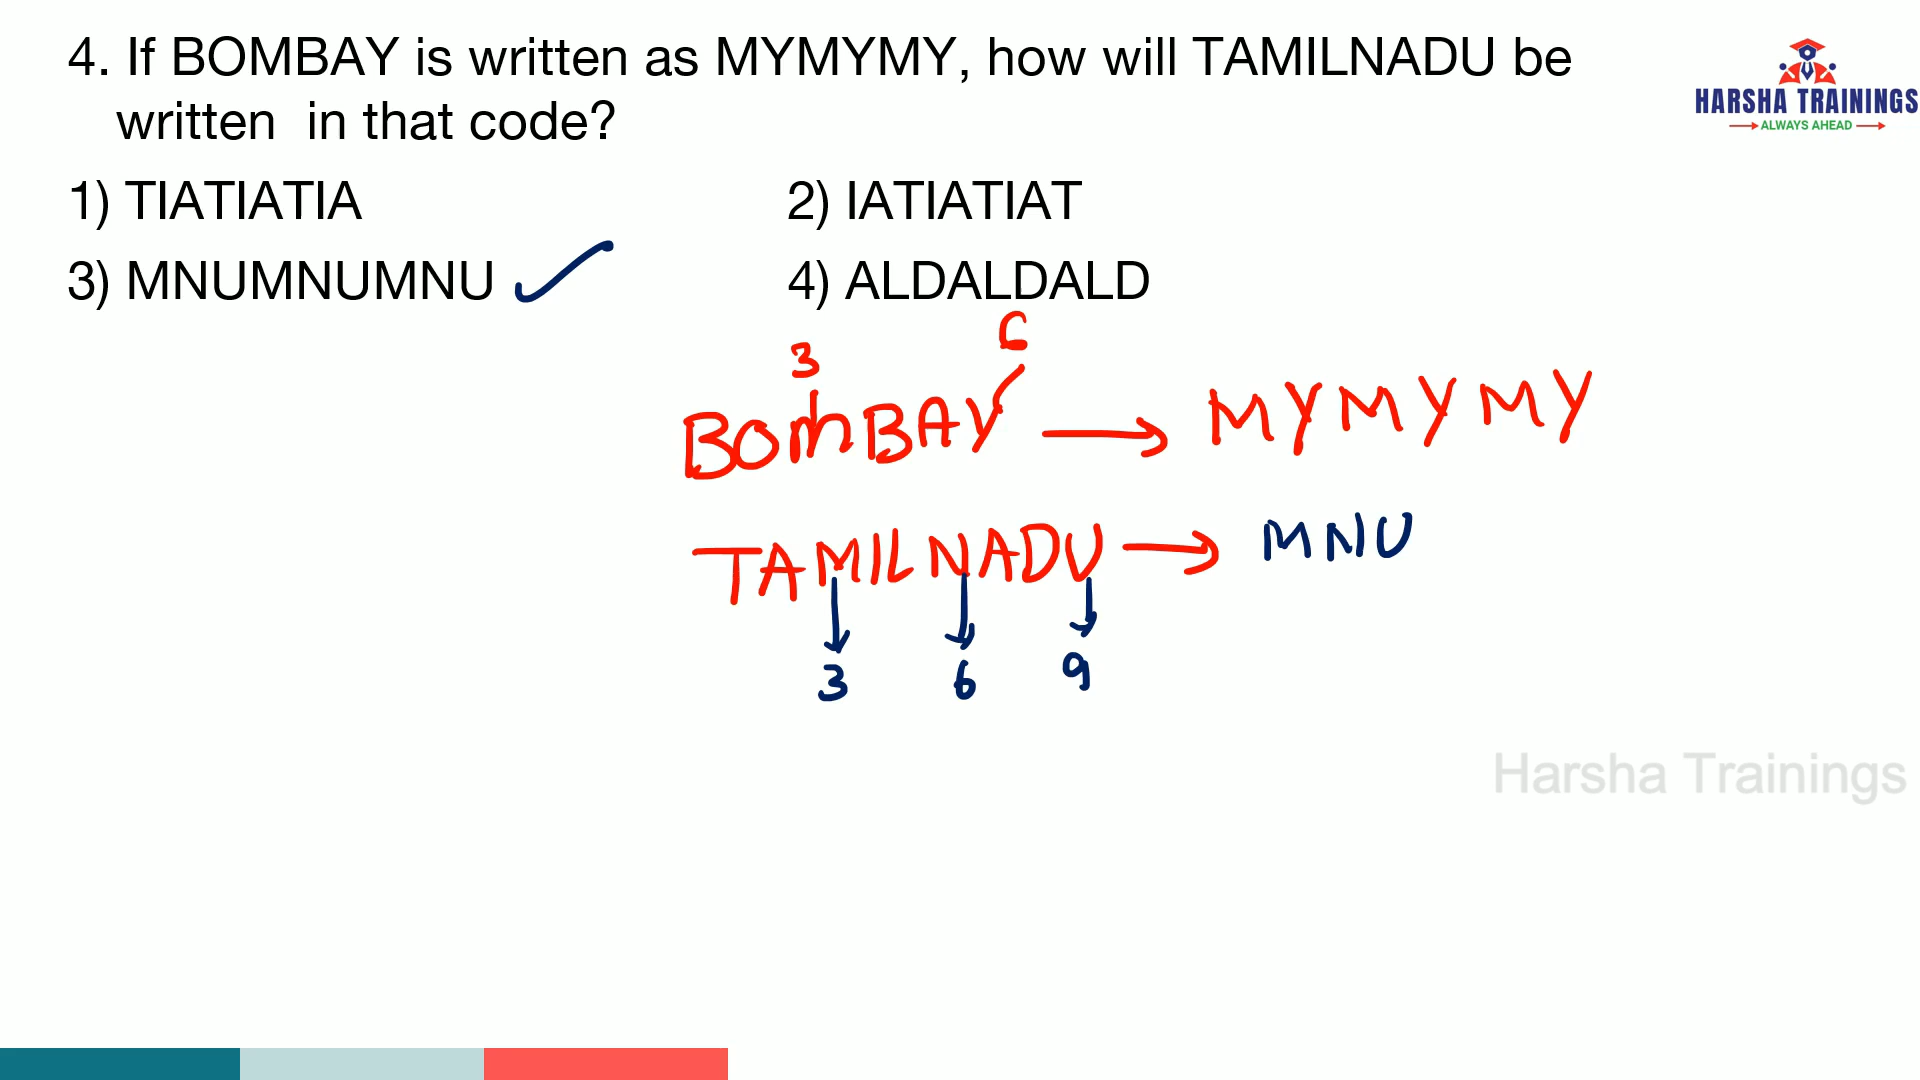 4. If BOMBAY is written as MYMYMY, how will TAMILNADU be
written in that code?
HARSHA TRAININGS
ALWAYS AHEAD
1) TIATIATIA 2) IATIATIAT
3) MNUMNUMNU 4) ALDALDALD
3 6
BOMBAY → MYMYMY
TAMILNADU → MNU
3 6 9
Harsha Trainings